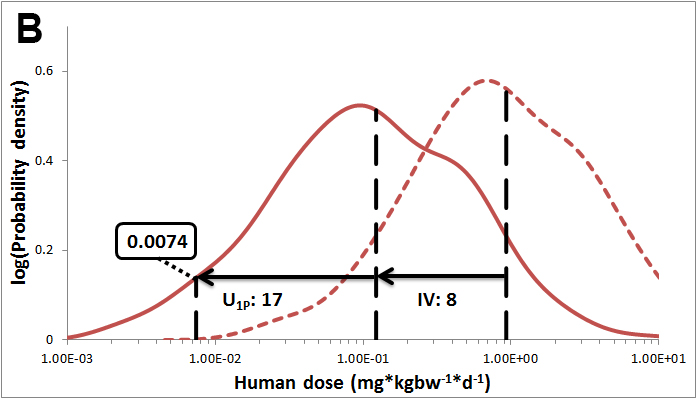 B
log(Probability density)
0.6
0.4
0.2
0
0.0074
U1P: 17
IV: 8
1.00E-03 1.00E-02 1.00E-01 1.00E+00 1.00E+01
Human dose (mg*kgbw-1*d-1)